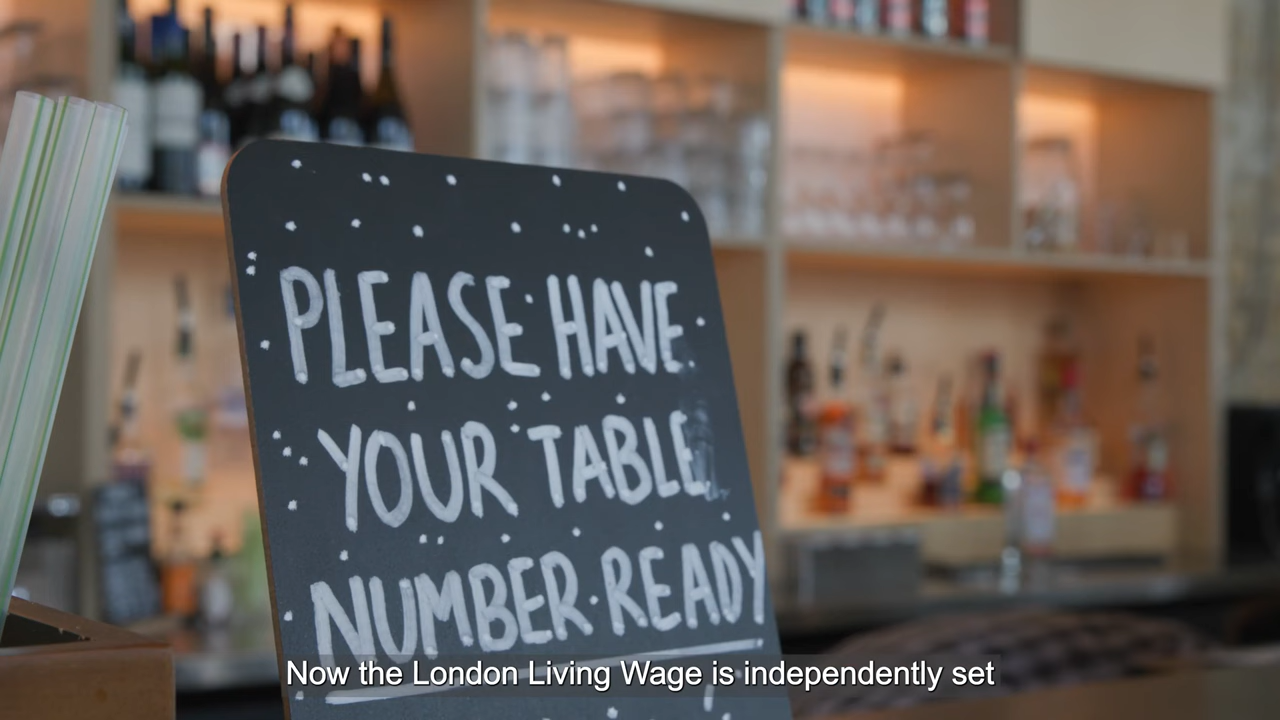 PLEASE HAVE
YOUR TABLE
NUMBER READY
Now the London Living Wage is independently set